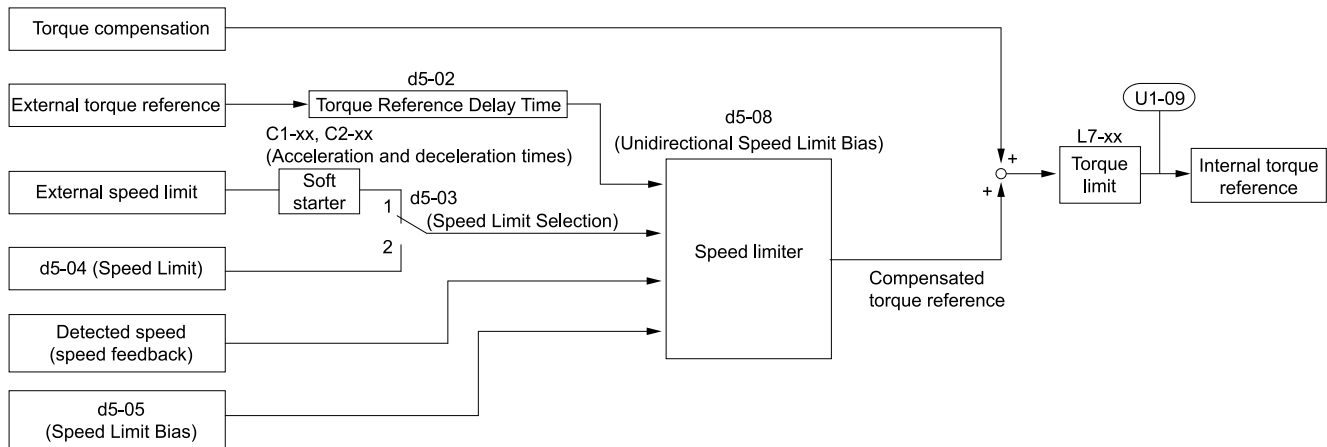 Torque compensation
d5-02
External torque reference
Torque Reference Delay Time
C1-xx, C2-xx
(Acceleration and deceleration times)
d5-08
(Unidirectional Speed Limit Bias)
U1-09
L7-xx
+
+
Torque
limit
Internal torque
reference
External speed limit
Soft
starter
1
d5-03
(Speed Limit Selection)
2
d5-04 (Speed Limit)
Speed limiter
Compensated
torque reference
Detected speed
(speed feedback)
d5-05
(Speed Limit Bias)